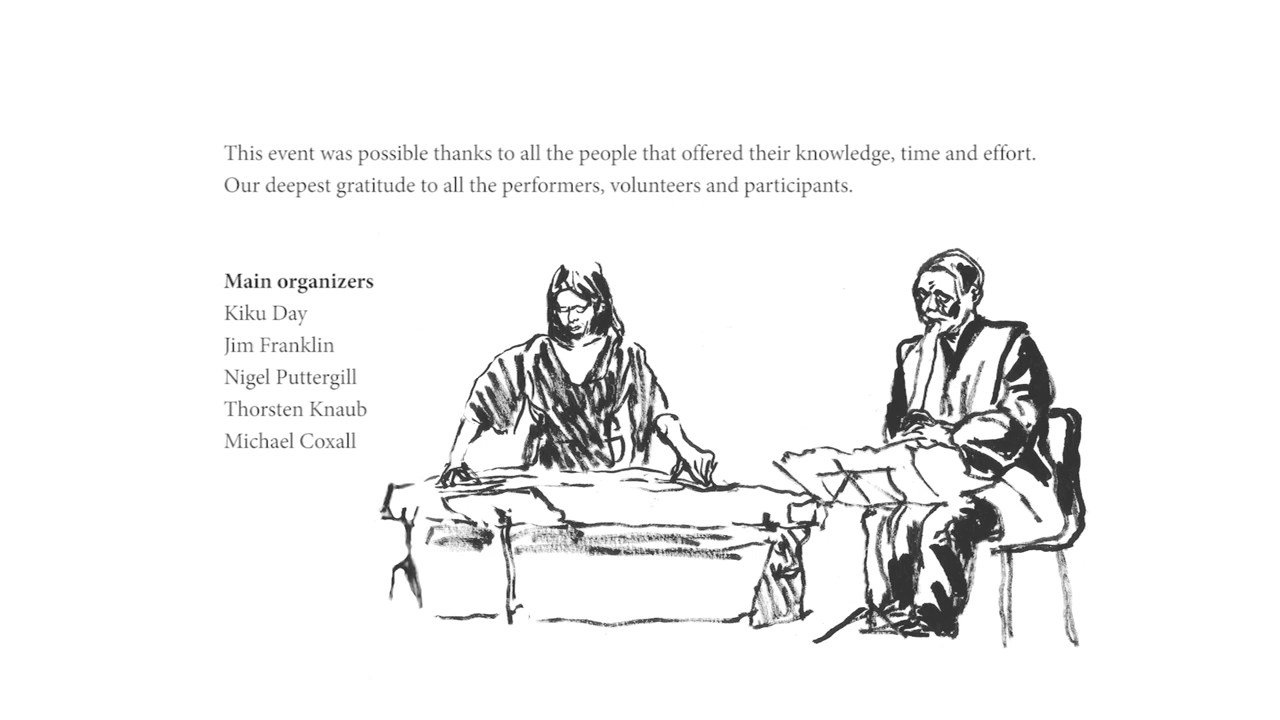 This event was possible thanks to all the people that offered their knowledge, time and effort.
Our deepest gratitude to all the performers, volunteers and participants.
Main organizers
Kiku Day
Jim Franklin
Nigel Puttergill
Thorsten Knaub
Michael Coxall